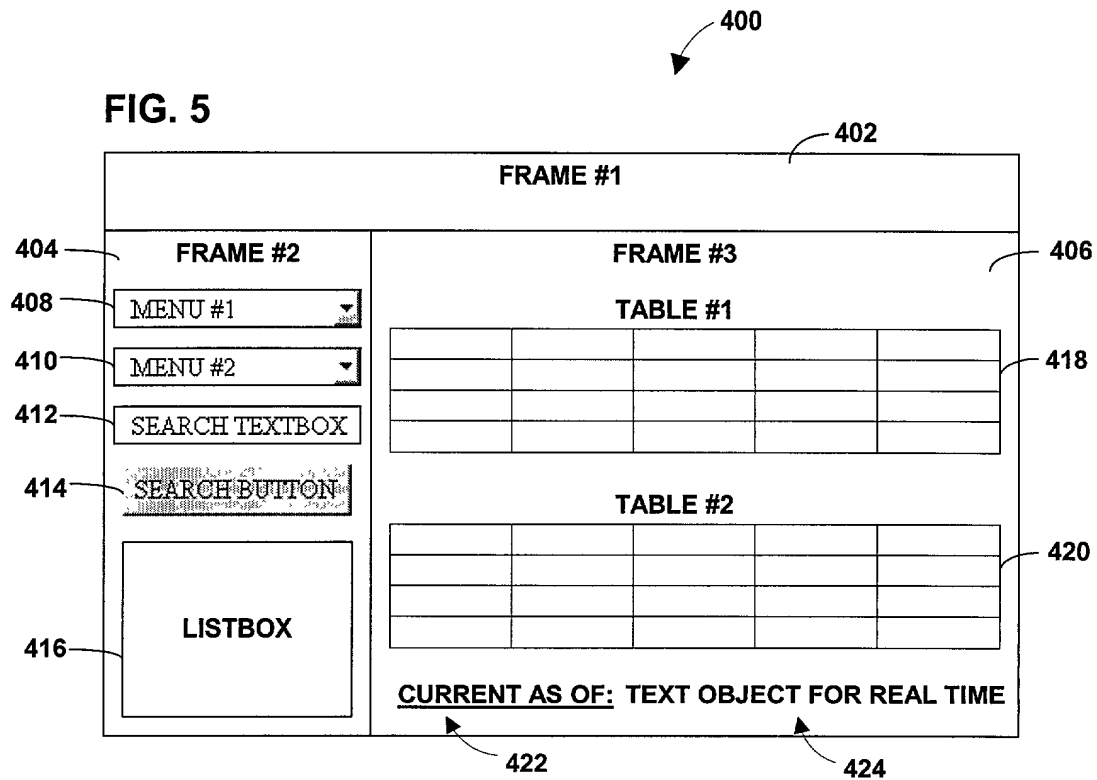 400
FIG. 5
402
FRAME #1
404
FRAME #2
FRAME #3
406
408
MENU #1
TABLE #1
410
MENU #2
418
412
SEARCH TEXTBOX
414
SEARCH BUTTON
TABLE #2
420
LISTBOX
416
CURRENT AS OF: TEXT OBJECT FOR REAL TIME
422
424